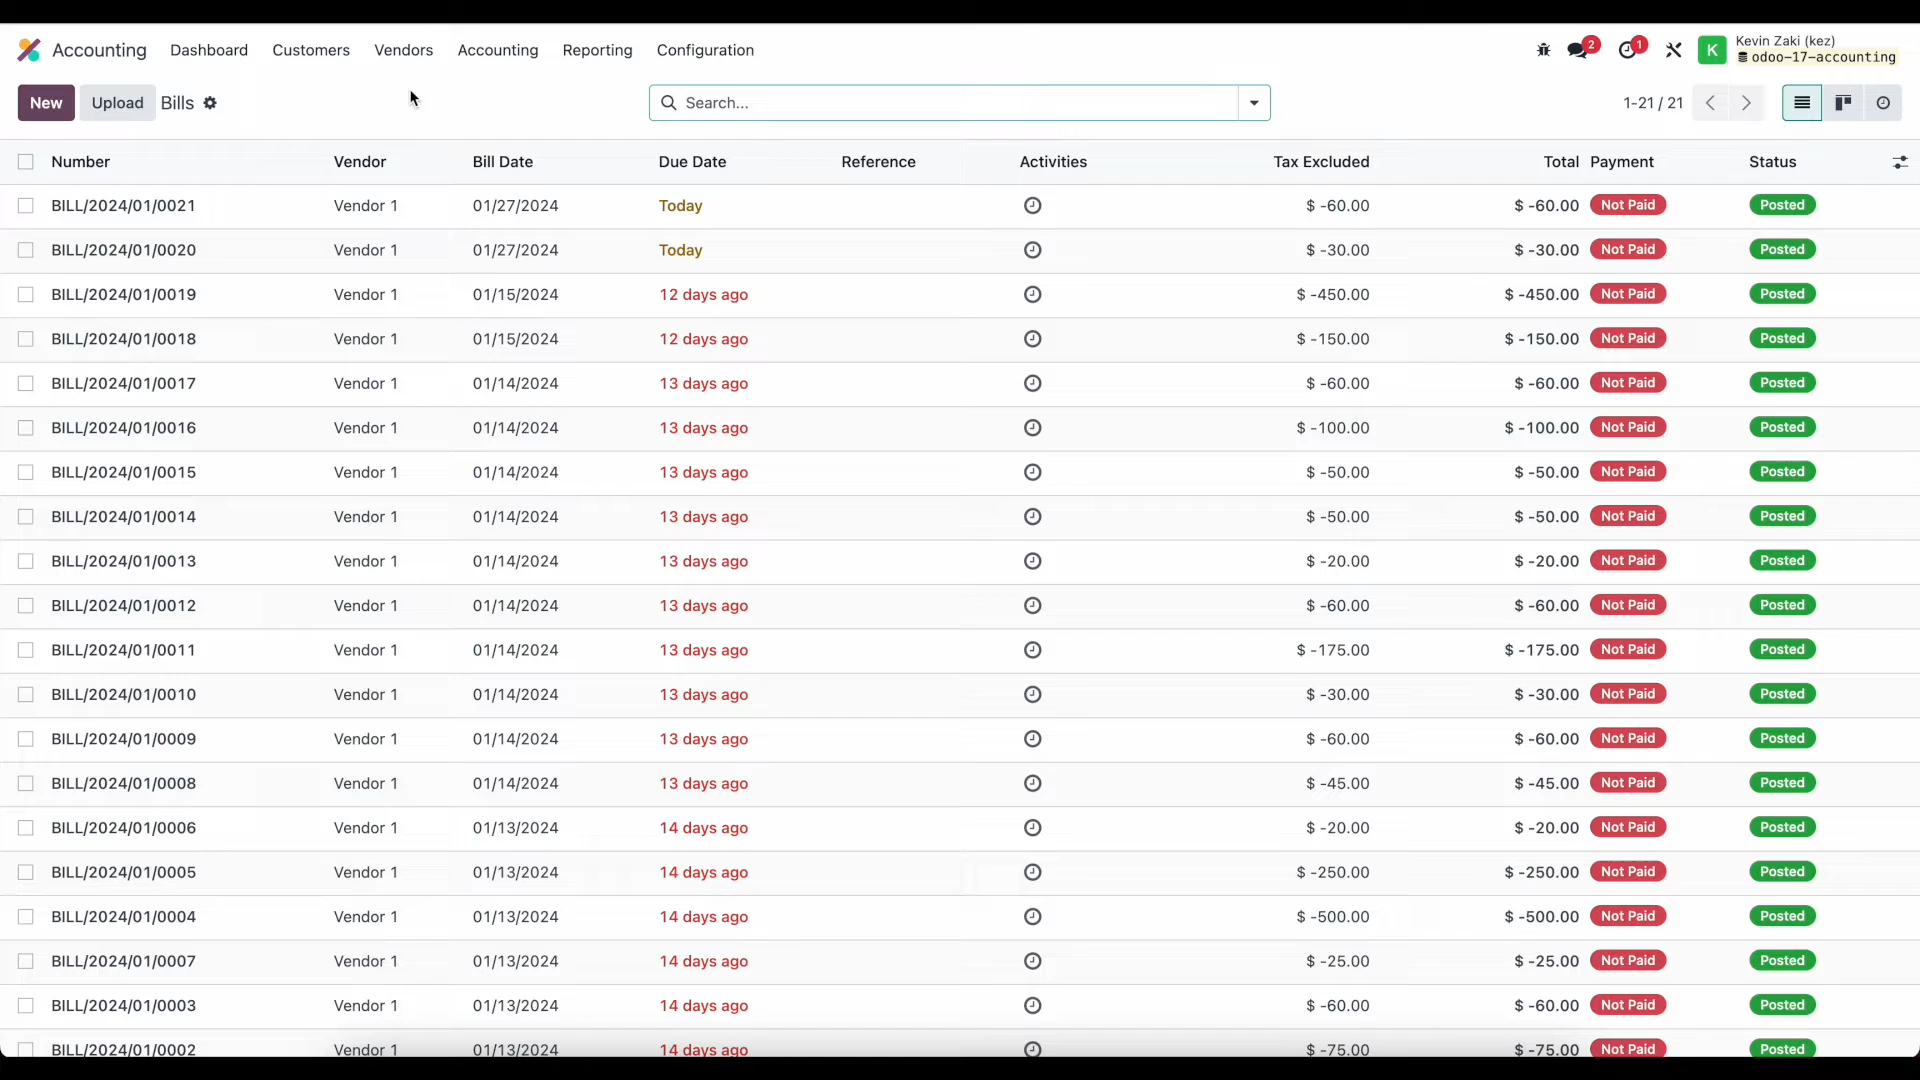 Accounting Dashboard Customers Vendors Accounting Reporting Configuration 2 1 K Kevin Zaki (kez)
odoo-17-accounting
New Upload Bills Search... 1-21 / 21
Number Vendor Bill Date Due Date Reference Activities Tax Excluded Total Payment Status
BILL/2024/01/0021 Vendor 1 01/27/2024 Today $ -60.00 $ -60.00 Not Paid Posted
BILL/2024/01/0020 Vendor 1 01/27/2024 Today $ -30.00 $ -30.00 Not Paid Posted
BILL/2024/01/0019 Vendor 1 01/15/2024 12 days ago $ -450.00 $ -450.00 Not Paid Posted
BILL/2024/01/0018 Vendor 1 01/15/2024 12 days ago $ -150.00 $ -150.00 Not Paid Posted
BILL/2024/01/0017 Vendor 1 01/14/2024 13 days ago $ -60.00 $ -60.00 Not Paid Posted
BILL/2024/01/0016 Vendor 1 01/14/2024 13 days ago $ -100.00 $ -100.00 Not Paid Posted
BILL/2024/01/0015 Vendor 1 01/14/2024 13 days ago $ -50.00 $ -50.00 Not Paid Posted
BILL/2024/01/0014 Vendor 1 01/14/2024 13 days ago $ -50.00 $ -50.00 Not Paid Posted
BILL/2024/01/0013 Vendor 1 01/14/2024 13 days ago $ -20.00 $ -20.00 Not Paid Posted
BILL/2024/01/0012 Vendor 1 01/14/2024 13 days ago $ -60.00 $ -60.00 Not Paid Posted
BILL/2024/01/0011 Vendor 1 01/14/2024 13 days ago $ -175.00 $ -175.00 Not Paid Posted
BILL/2024/01/0010 Vendor 1 01/14/2024 13 days ago $ -30.00 $ -30.00 Not Paid Posted
BILL/2024/01/0009 Vendor 1 01/14/2024 13 days ago $ -60.00 $ -60.00 Not Paid Posted
BILL/2024/01/0008 Vendor 1 01/14/2024 13 days ago $ -45.00 $ -45.00 Not Paid Posted
BILL/2024/01/0006 Vendor 1 01/13/2024 14 days ago $ -20.00 $ -20.00 Not Paid Posted
BILL/2024/01/0005 Vendor 1 01/13/2024 14 days ago $ -250.00 $ -250.00 Not Paid Posted
BILL/2024/01/0004 Vendor 1 01/13/2024 14 days ago $ -500.00 $ -500.00 Not Paid Posted
BILL/2024/01/0007 Vendor 1 01/13/2024 14 days ago $ -25.00 $ -25.00 Not Paid Posted
BILL/2024/01/0003 Vendor 1 01/13/2024 14 days ago $ -60.00 $ -60.00 Not Paid Posted
BILL/2024/01/0002 Vendor 1 01/13/2024 14 days ago $ -75.00 $ -75.00 Not Paid Posted